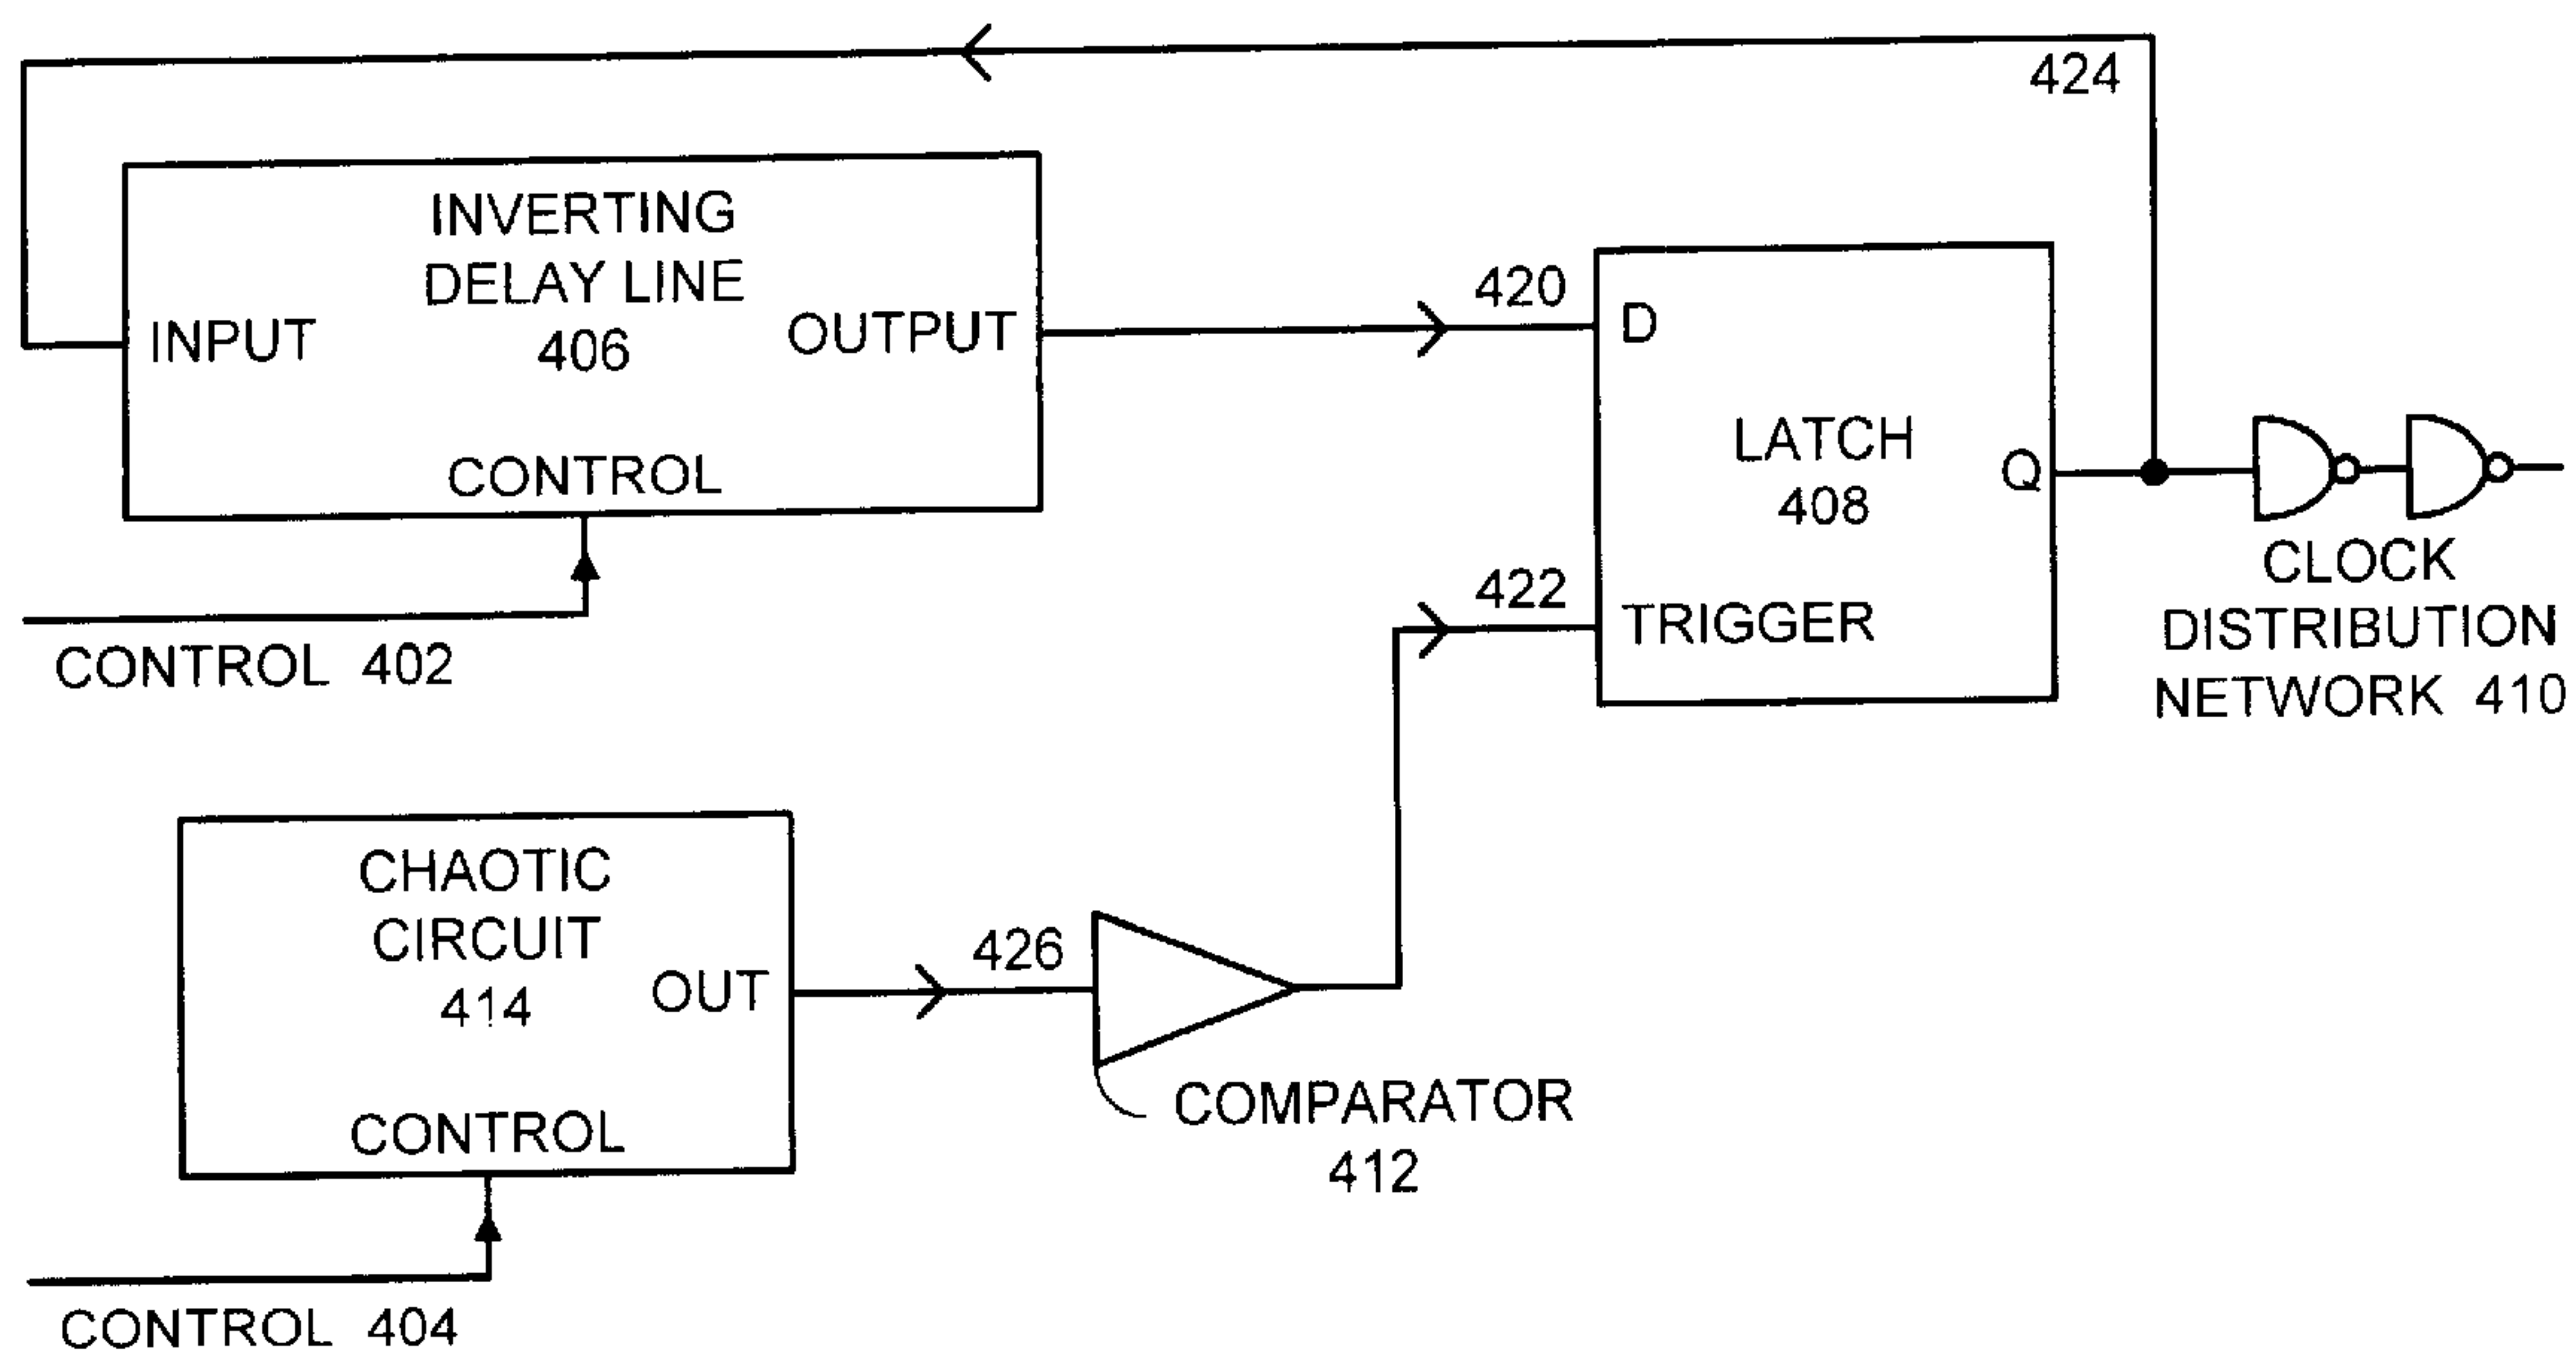 424
INVERTING
DELAY LINE
406
INPUT
OUTPUT
CONTROL
CONTROL 402
420
D
LATCH
408
Q
422
TRIGGER
CLOCK
DISTRIBUTION
NETWORK 410
CHAOTIC
CIRCUIT
414
OUT
CONTROL
CONTROL 404
426
COMPARATOR
412